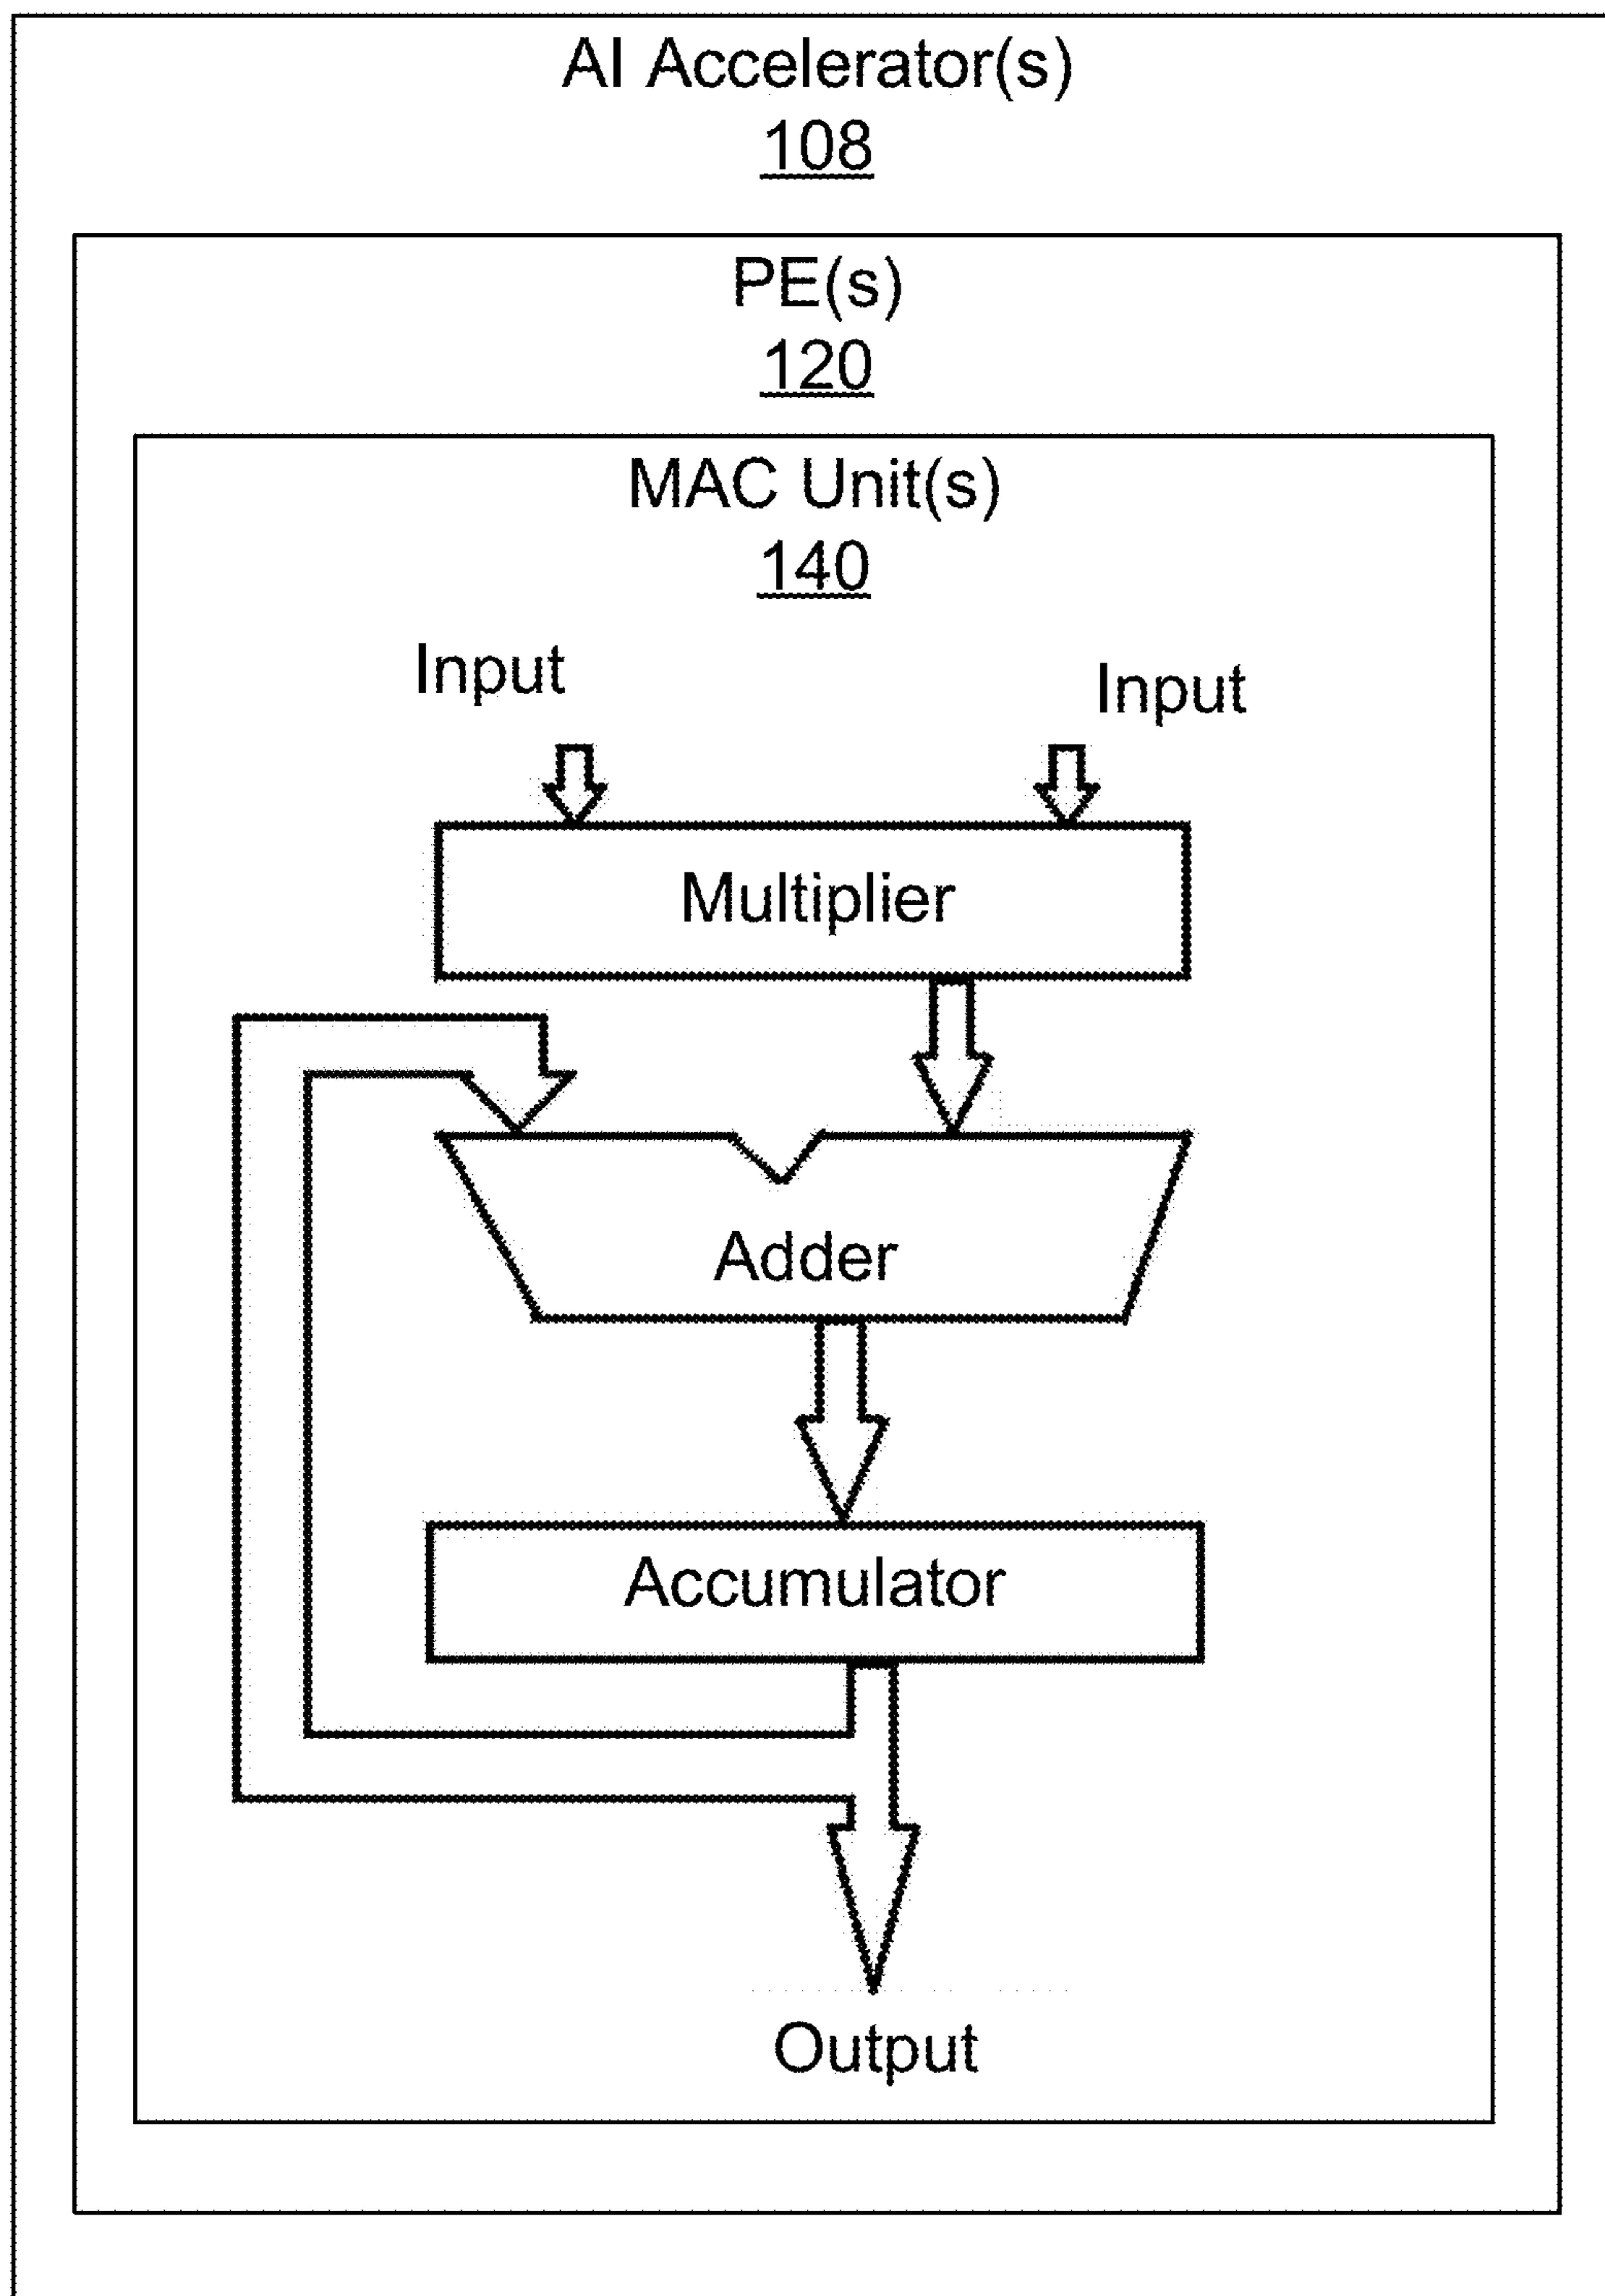 AI Accelerator(s)
108
PE(s)
120
MAC Unit(s)
140
Input
Input
Multiplier
Adder
Accumulator
Output